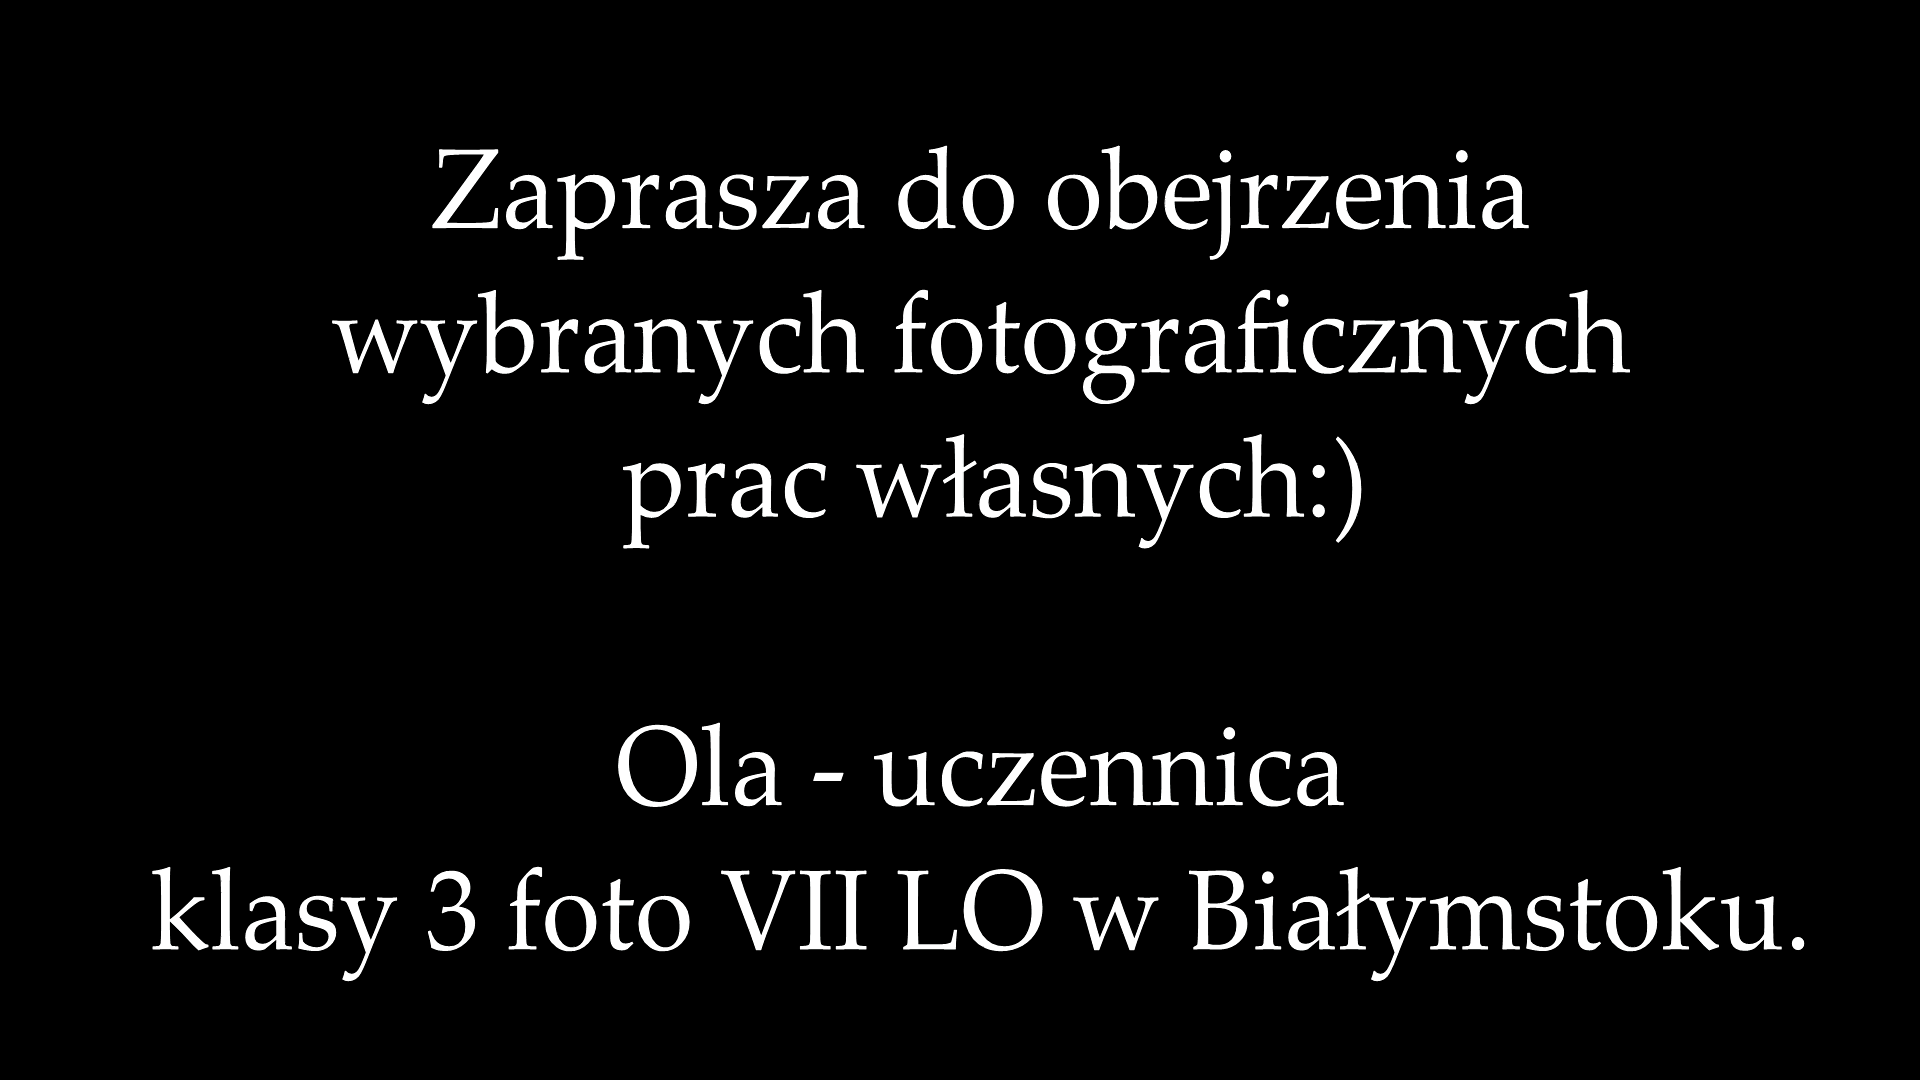 Zaprasza do obejrzenia
wybranych fotograficznych
prac własnych:)
Ola - uczennica
klasy 3 foto VII LO w Białymstoku.